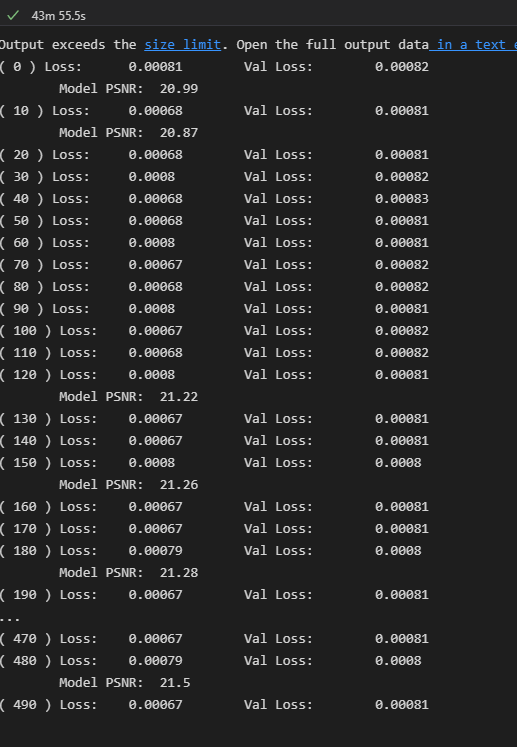 43m 55.5s
Output exceeds the size limit. Open the full output data in a text e
( 0 ) Loss: 0.00081 Val Loss: 0.00082
Model PSNR: 20.99
( 10 ) Loss: 0.00068 Val Loss: 0.00081
Model PSNR: 20.87
( 20 ) Loss: 0.00068 Val Loss: 0.00081
( 30 ) Loss: 0.0008 Val Loss: 0.00082
( 40 ) Loss: 0.00068 Val Loss: 0.00083
( 50 ) Loss: 0.00068 Val Loss: 0.00081
( 60 ) Loss: 0.0008 Val Loss: 0.00081
( 70 ) Loss: 0.00067 Val Loss: 0.00082
( 80 ) Loss: 0.00068 Val Loss: 0.00082
( 90 ) Loss: 0.0008 Val Loss: 0.00081
( 100 ) Loss: 0.00067 Val Loss: 0.00082
( 110 ) Loss: 0.00068 Val Loss: 0.00082
( 120 ) Loss: 0.0008 Val Loss: 0.00081
Model PSNR: 21.22
( 130 ) Loss: 0.00067 Val Loss: 0.00081
( 140 ) Loss: 0.00067 Val Loss: 0.00081
( 150 ) Loss: 0.0008 Val Loss: 0.0008
Model PSNR: 21.26
( 160 ) Loss: 0.00067 Val Loss: 0.00081
( 170 ) Loss: 0.00067 Val Loss: 0.00081
( 180 ) Loss: 0.00079 Val Loss: 0.0008
Model PSNR: 21.28
( 190 ) Loss: 0.00067 Val Loss: 0.00081
...
( 470 ) Loss: 0.00067 Val Loss: 0.00081
( 480 ) Loss: 0.00079 Val Loss: 0.0008
Model PSNR: 21.5
( 490 ) Loss: 0.00067 Val Loss: 0.00081